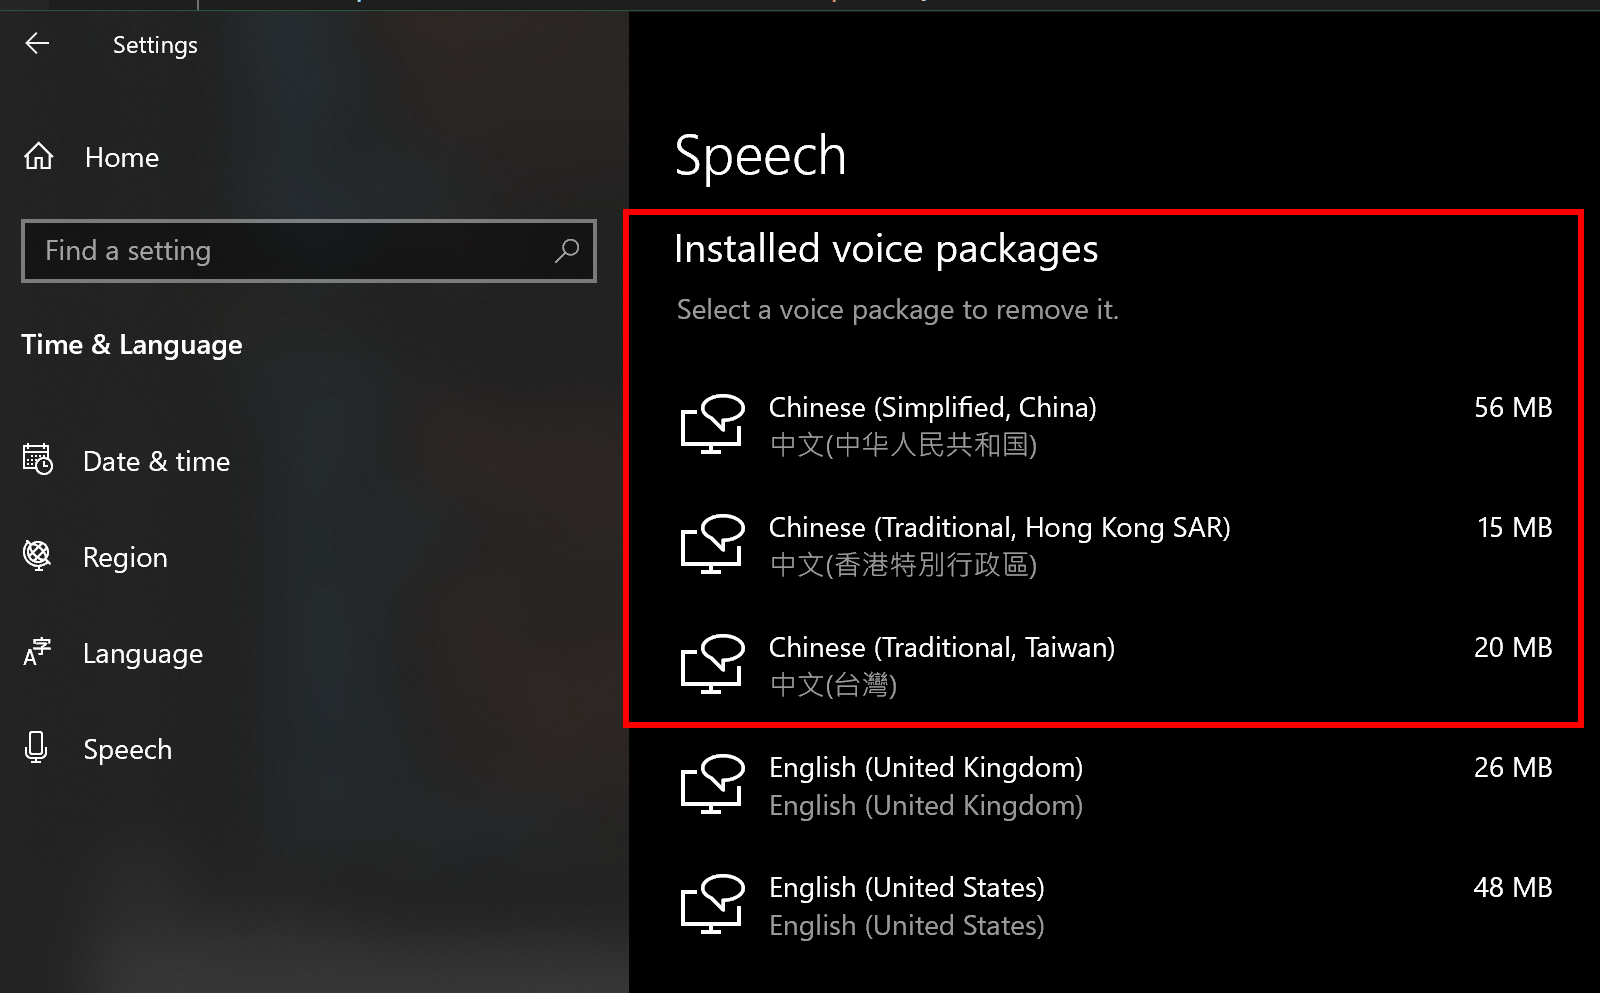 Settings
Home
Find a setting
Time & Language
Date & time
Region
Language
Speech
Speech
Installed voice packages
Select a voice package to remove it.
Chinese (Simplified, China) 56 MB
中文(中华人民共和国)
Chinese (Traditional, Hong Kong SAR) 15 MB
中文(香港特別行政區)
Chinese (Traditional, Taiwan) 20 MB
中文(台灣)
English (United Kingdom) 26 MB
English (United Kingdom)
English (United States) 48 MB
English (United States)